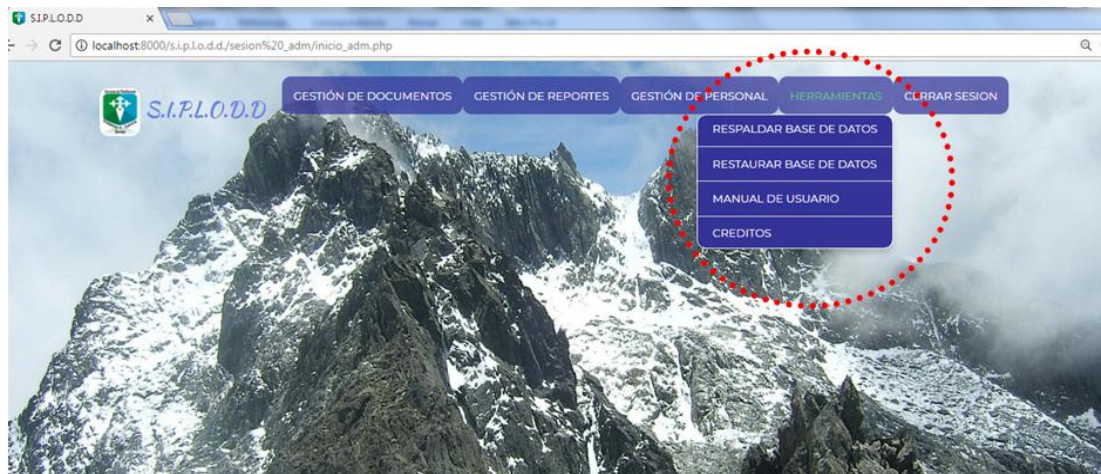 S.I.P.L.O.D.D
localhost:8000/s.i.p.l.o.d.d./sesion%20_adm/inicio_adm.php
S.I.P.L.O.D.D
GESTIÓN DE DOCUMENTOS
GESTIÓN DE REPORTES
GESTIÓN DE PERSONAL
HERRAMIENTAS
CERRAR SESION
RESPALDAR BASE DE DATOS
RESTAURAR BASE DE DATOS
MANUAL DE USUARIO
CREDITOS